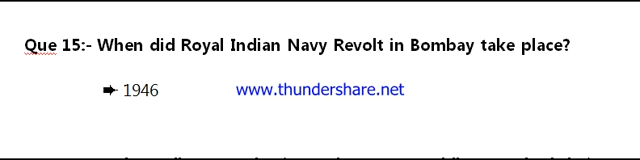 Que 15:- When did Royal Indian Navy Revolt in Bombay take place?
➨ 1946 www.thundershare.net